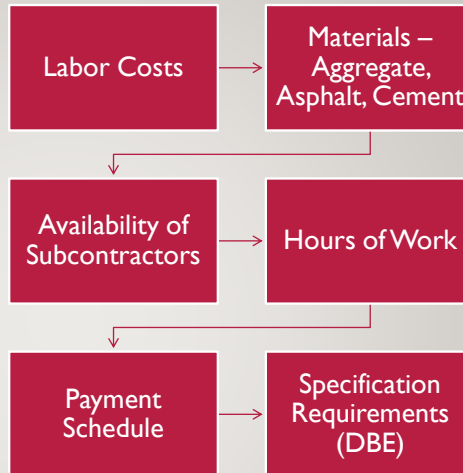 Labor Costs
Materials –
Aggregate,
Asphalt, Cement
Availability of
Subcontractors
Hours of Work
Payment
Schedule
Specification
Requirements
(DBE)